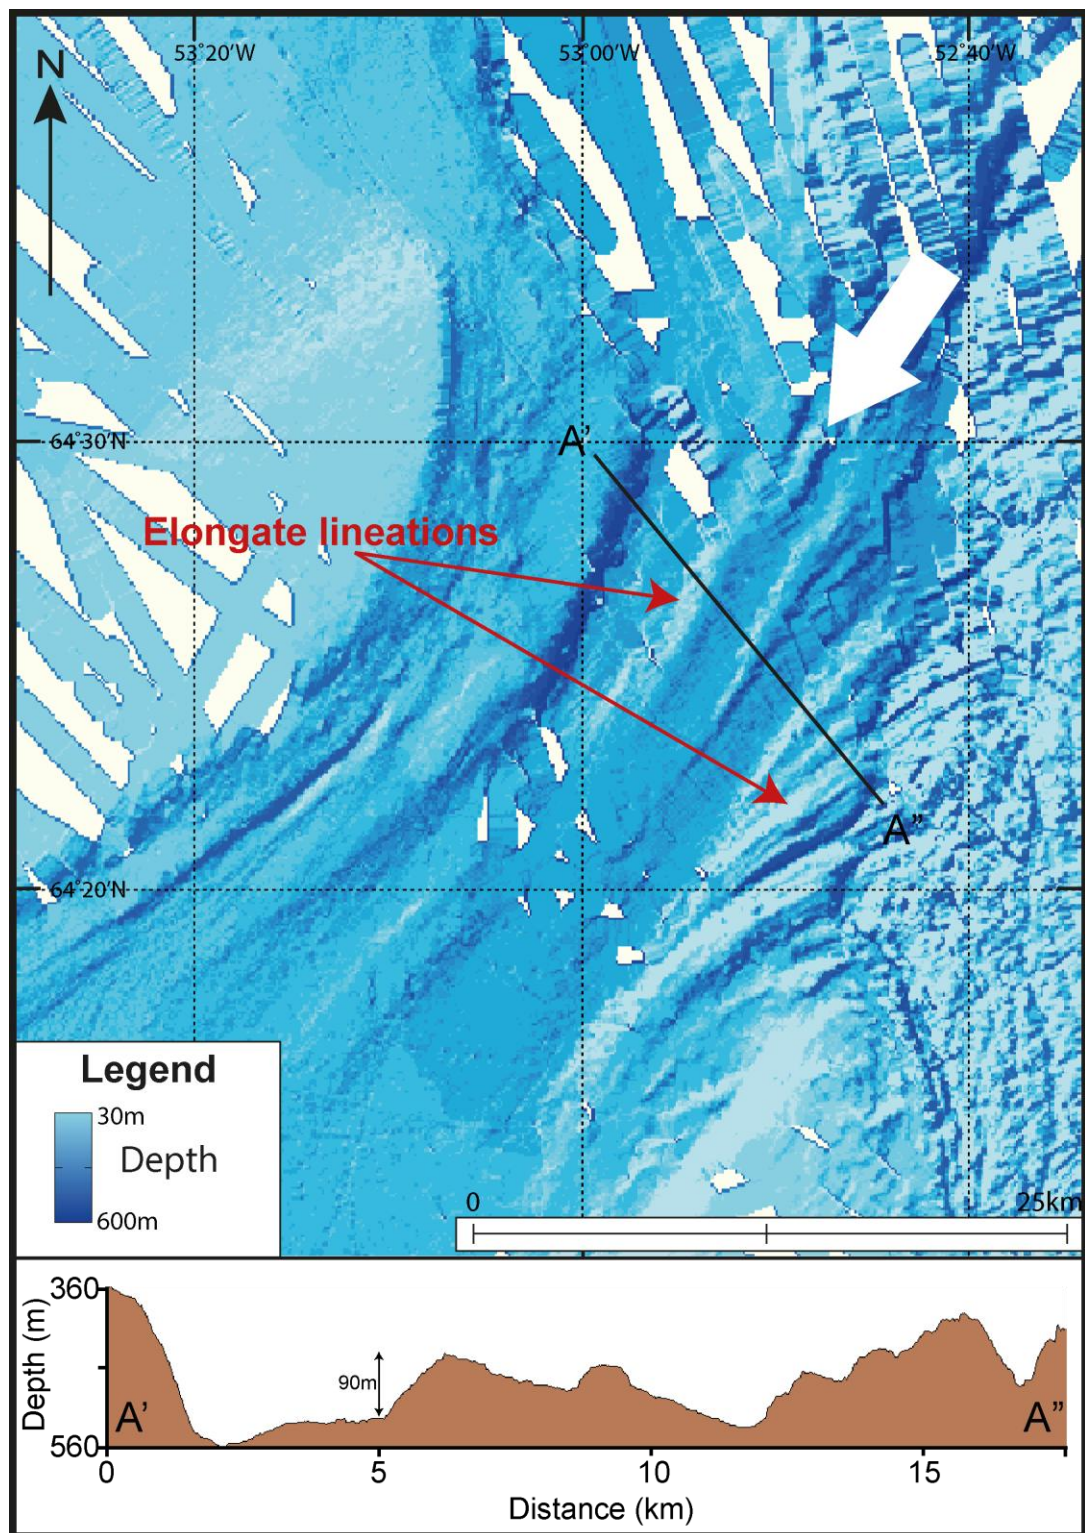 N
53°20'W
53°00'W
52°40'W
64°30'N
A'
Elongate lineations
A"
64°20'N
Legend
30m
Depth
600m
0
25km
360
Depth (m)
90m
A'
A"
560
0
5
10
15
Distance (km)